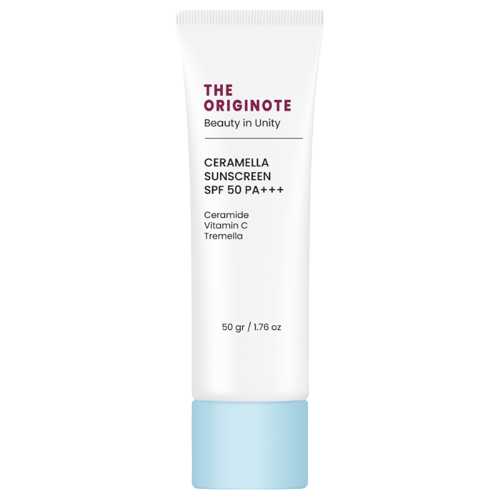 THE
ORIGINOTE
Beauty in Unity
CERAMELLA
SUNSCREEN
SPF 50 PA+++
Ceramide
Vitamin C
Tremella
50 gr / 1.76 oz